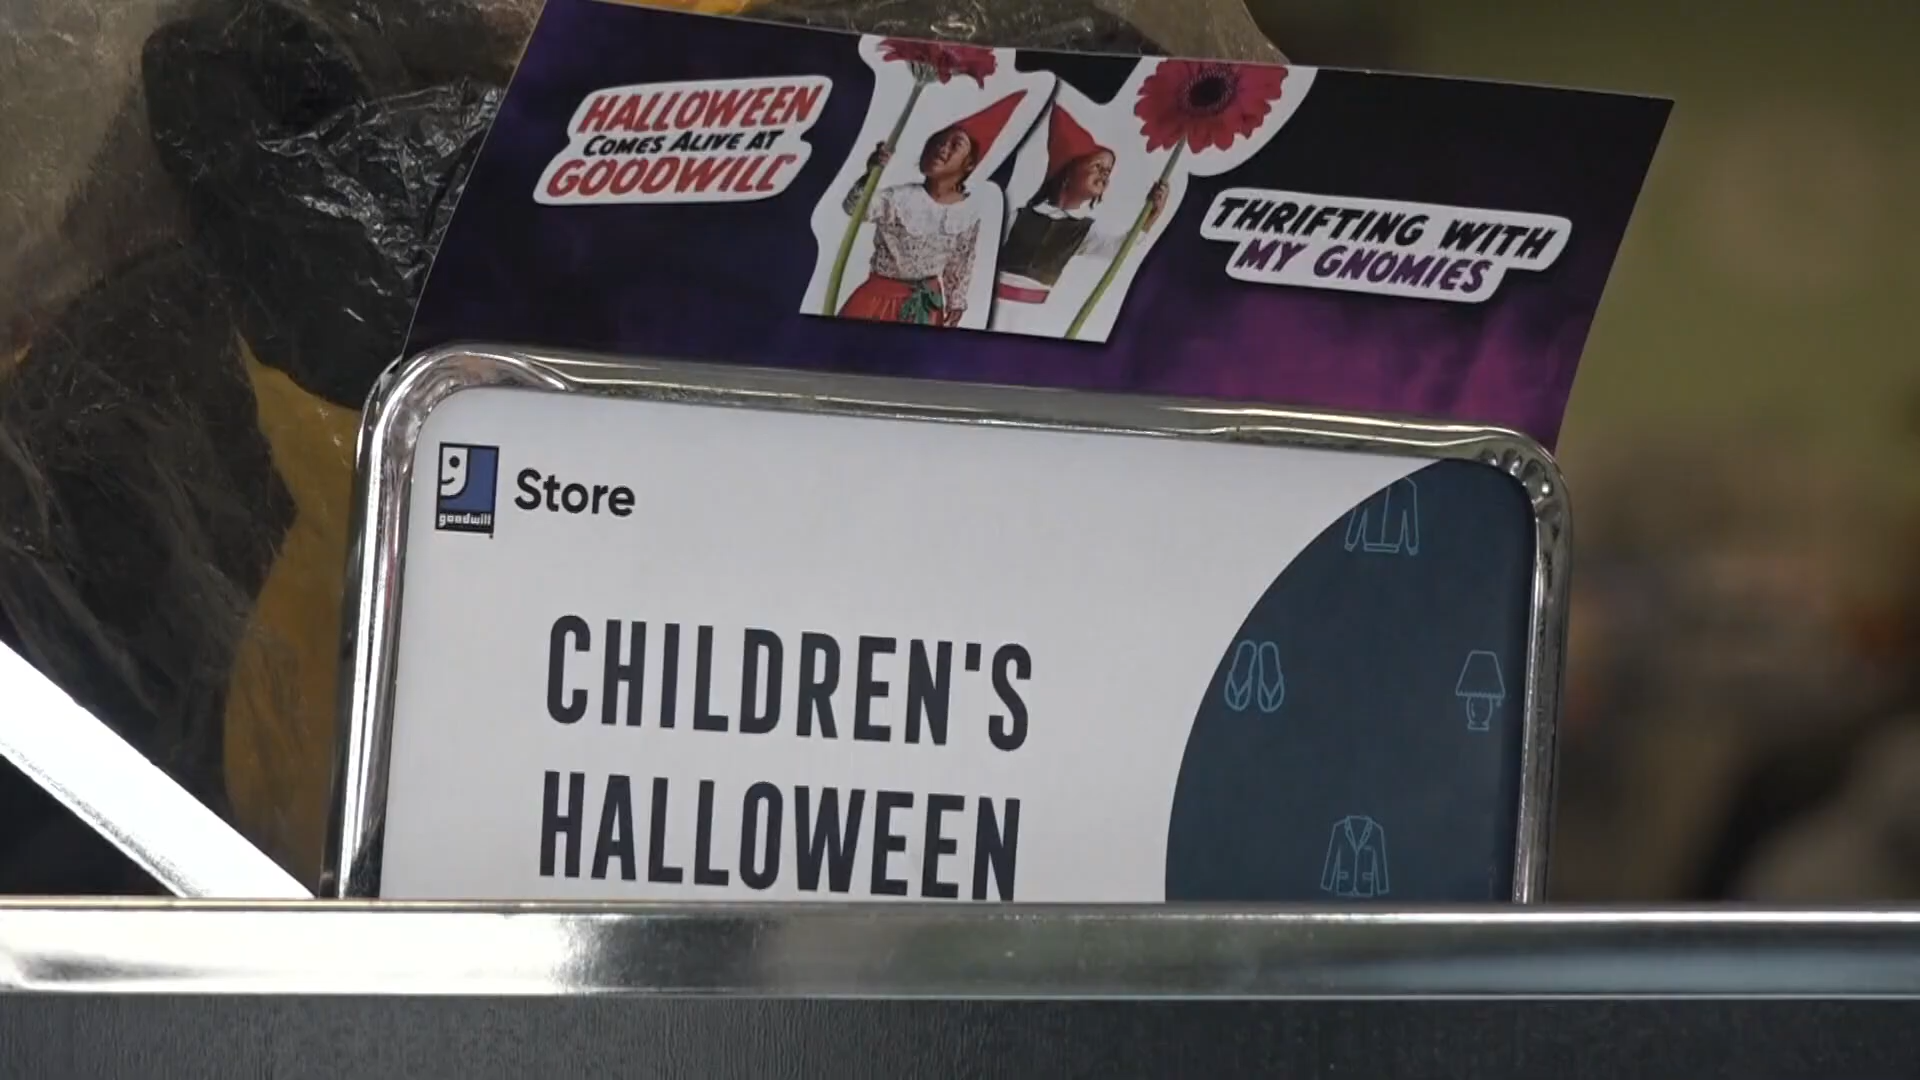 HALLOWEEN
COMES ALIVE AT
GOODWILL
THRIFTING WITH
MY GNOMIES
goodwill
Store
CHILDREN'S
HALLOWEEN